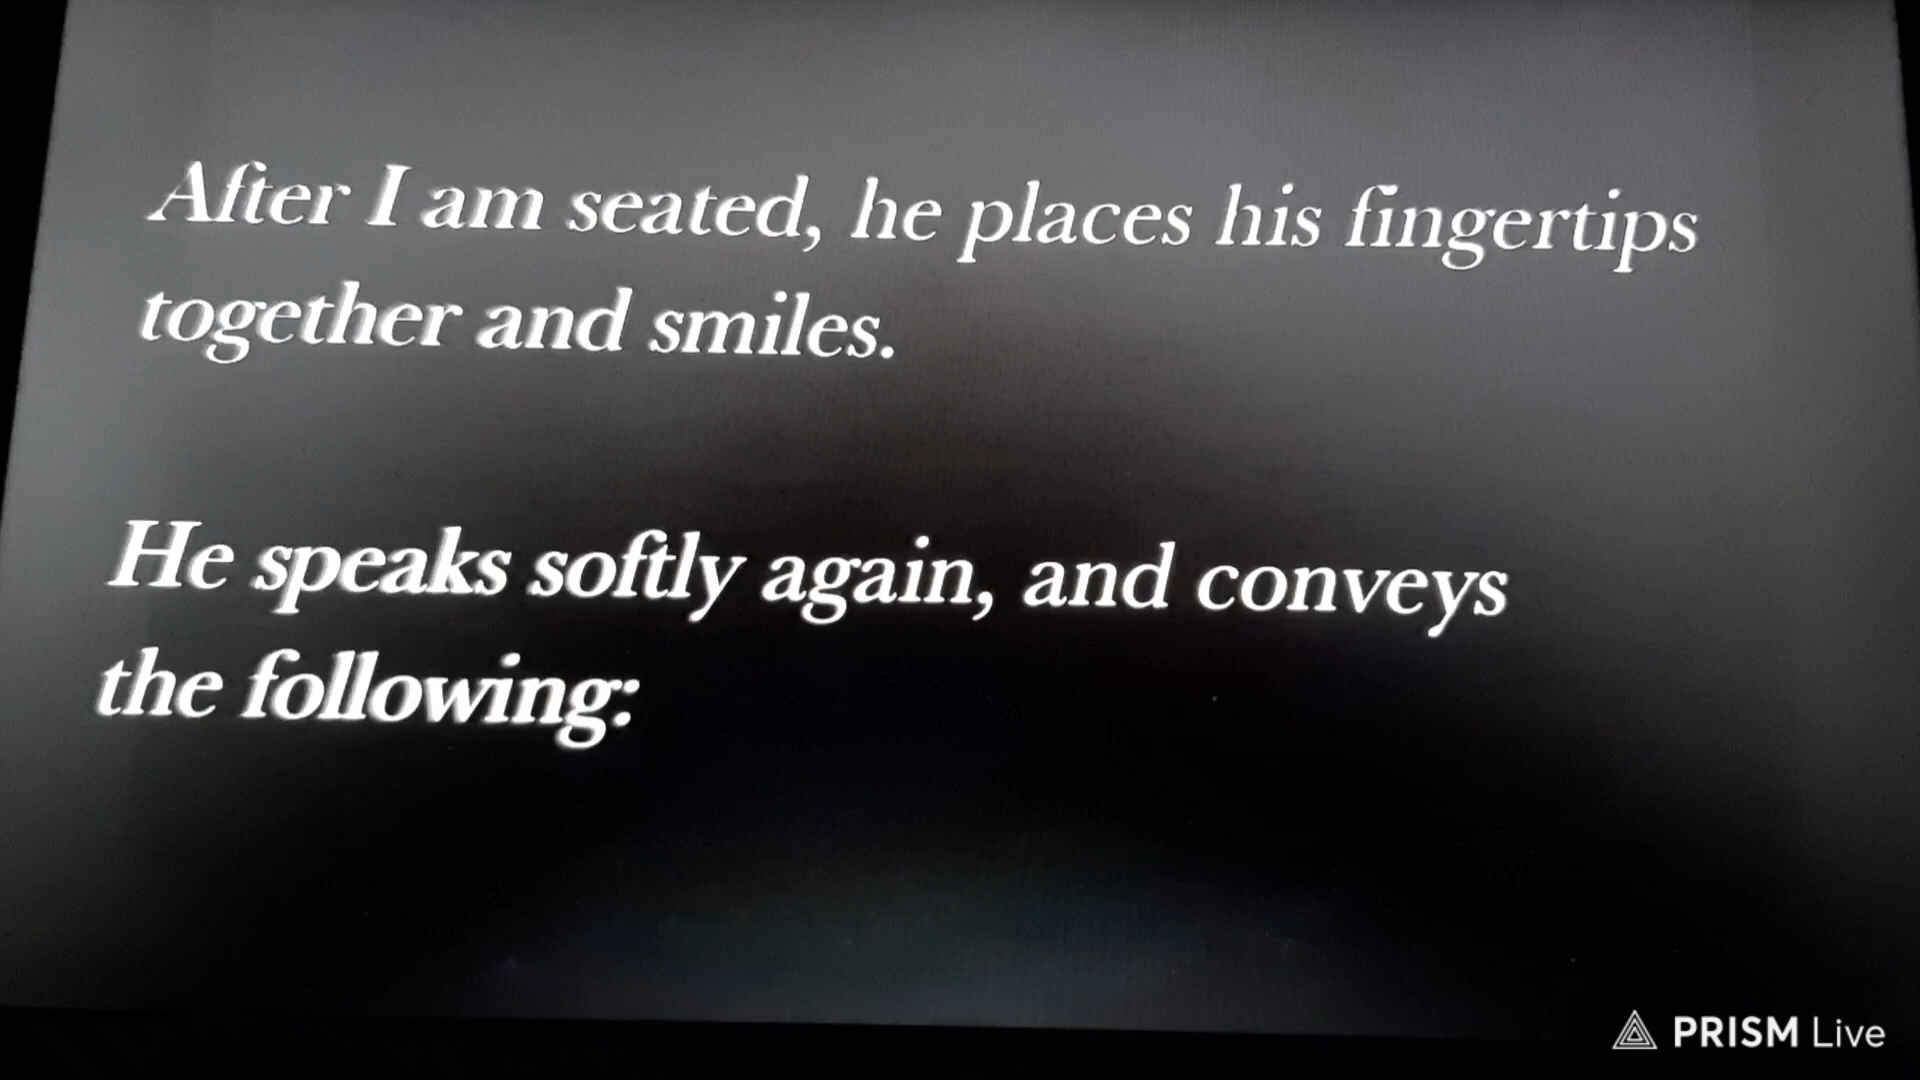 After I am seated, he places his fingertips
together and smiles.
He speaks softly again, and conveys
the following:
PRISM Live